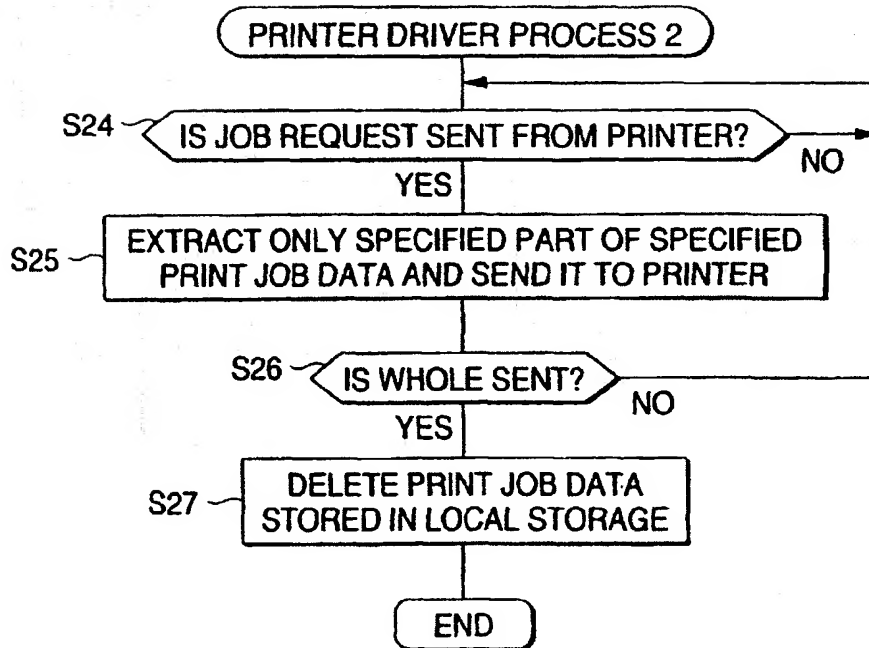 PRINTER DRIVER PROCESS 2
S24
IS JOB REQUEST SENT FROM PRINTER?
NO
YES
S25
EXTRACT ONLY SPECIFIED PART OF SPECIFIED
PRINT JOB DATA AND SEND IT TO PRINTER
S26
IS WHOLE SENT?
NO
YES
S27
DELETE PRINT JOB DATA
STORED IN LOCAL STORAGE
END